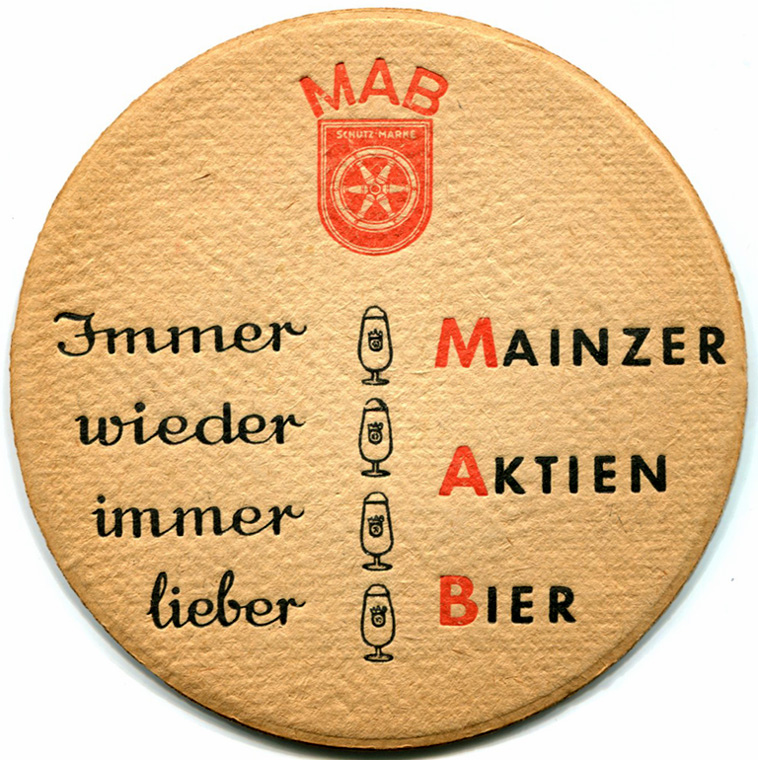 MAB
SCHUTZ-MARKE
Immer
wieder
immer
lieber
MAINZER
AKTIEN
BIER